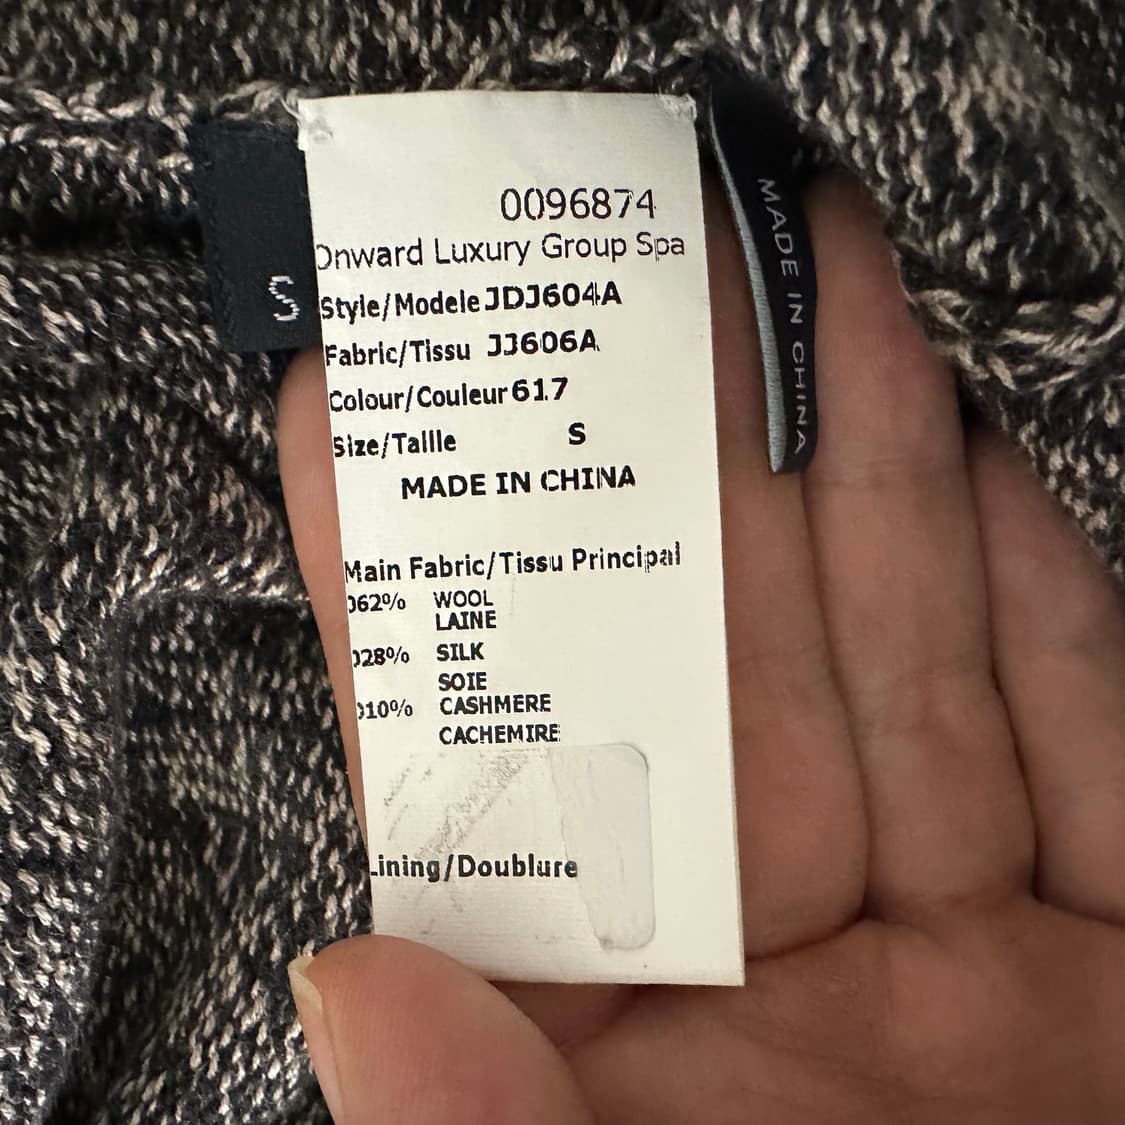 0096874
Onward Luxury Group Spa
Style/Modele JDJ604A
Fabric/Tissu JJ606A
Colour/Couleur 617
Size/Taille S
MADE IN CHINA
Main Fabric/Tissu Principal
062% WOOL
LAINE
028% SILK
SOIE
010% CASHMERE
CACHEMIRE
Lining/Doublure
S
MADE IN CHINA